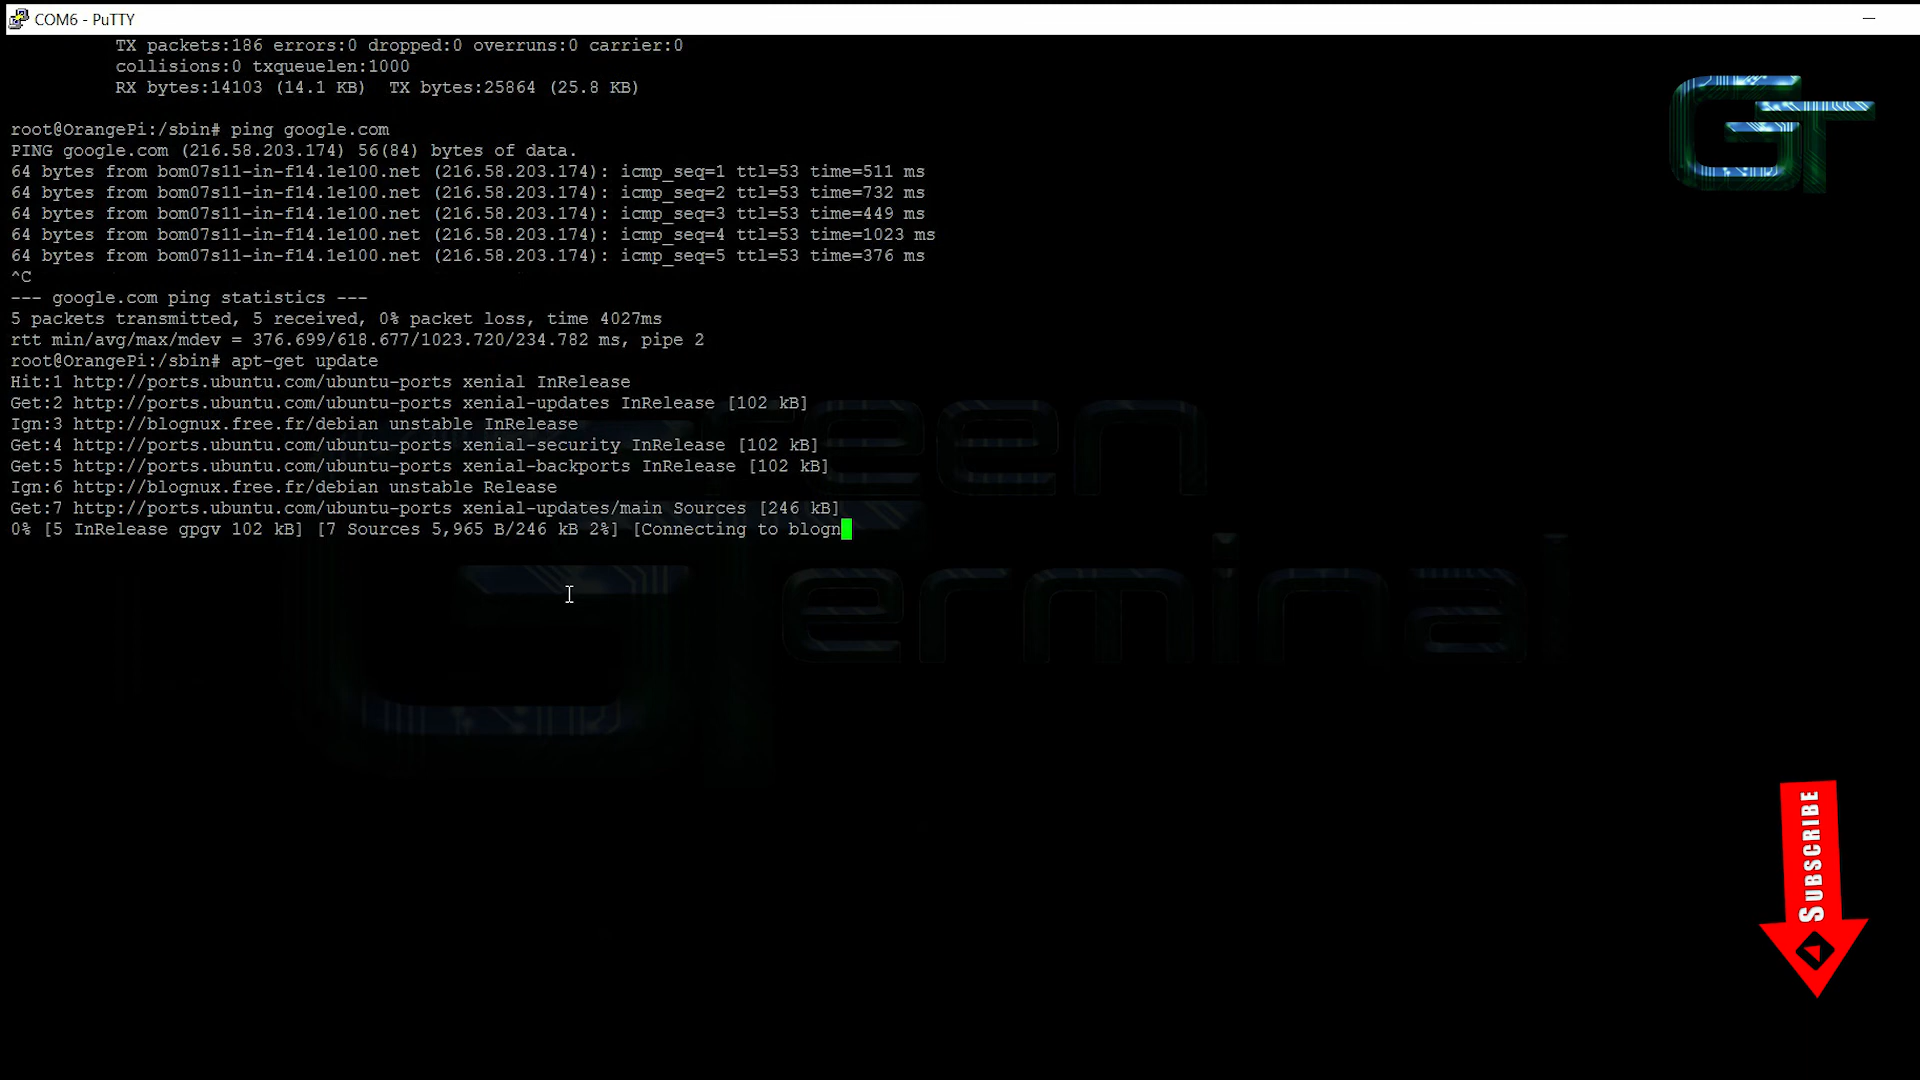 COM6 - PuTTY
TX packets:186 errors:0 dropped:0 overruns:0 carrier:0
collisions:0 txqueuelen:1000
RX bytes:14103 (14.1 KB)  TX bytes:25864 (25.8 KB)
root@OrangePi:/sbin# ping google.com
PING google.com (216.58.203.174) 56(84) bytes of data.
64 bytes from bom07s11-in-f14.1e100.net (216.58.203.174): icmp_seq=1 ttl=53 time=511 ms
64 bytes from bom07s11-in-f14.1e100.net (216.58.203.174): icmp_seq=2 ttl=53 time=732 ms
64 bytes from bom07s11-in-f14.1e100.net (216.58.203.174): icmp_seq=3 ttl=53 time=449 ms
64 bytes from bom07s11-in-f14.1e100.net (216.58.203.174): icmp_seq=4 ttl=53 time=1023 ms
64 bytes from bom07s11-in-f14.1e100.net (216.58.203.174): icmp_seq=5 ttl=53 time=376 ms
^C
--- google.com ping statistics ---
5 packets transmitted, 5 received, 0% packet loss, time 4027ms
rtt min/avg/max/mdev = 376.699/618.677/1023.720/234.782 ms, pipe 2
root@OrangePi:/sbin# apt-get update
Hit:1 http://ports.ubuntu.com/ubuntu-ports xenial InRelease
Get:2 http://ports.ubuntu.com/ubuntu-ports xenial-updates InRelease [102 kB]
Ign:3 http://blognux.free.fr/debian unstable InRelease
Get:4 http://ports.ubuntu.com/ubuntu-ports xenial-security InRelease [102 kB]
Get:5 http://ports.ubuntu.com/ubuntu-ports xenial-backports InRelease [102 kB]
Ign:6 http://blognux.free.fr/debian unstable Release
Get:7 http://ports.ubuntu.com/ubuntu-ports xenial-updates/main Sources [246 kB]
0% [5 InRelease gpgv 102 kB] [7 Sources 5,965 B/246 kB 2%] [Connecting to blogn
GT
Green
Terminal
SUBSCRIBE